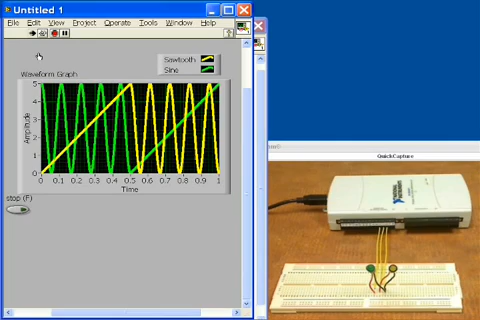 Untitled 1
File Edit View Project Operate Tools Window Help
Sawtooth
Sine
Waveform Graph
Amplitude
5
4
3
2
1
0
0 0.1 0.2 0.3 0.4 0.5 0.6 0.7 0.8 0.9 1
Time
stop (F)
QuickCapture
NATIONAL INSTRUMENTS